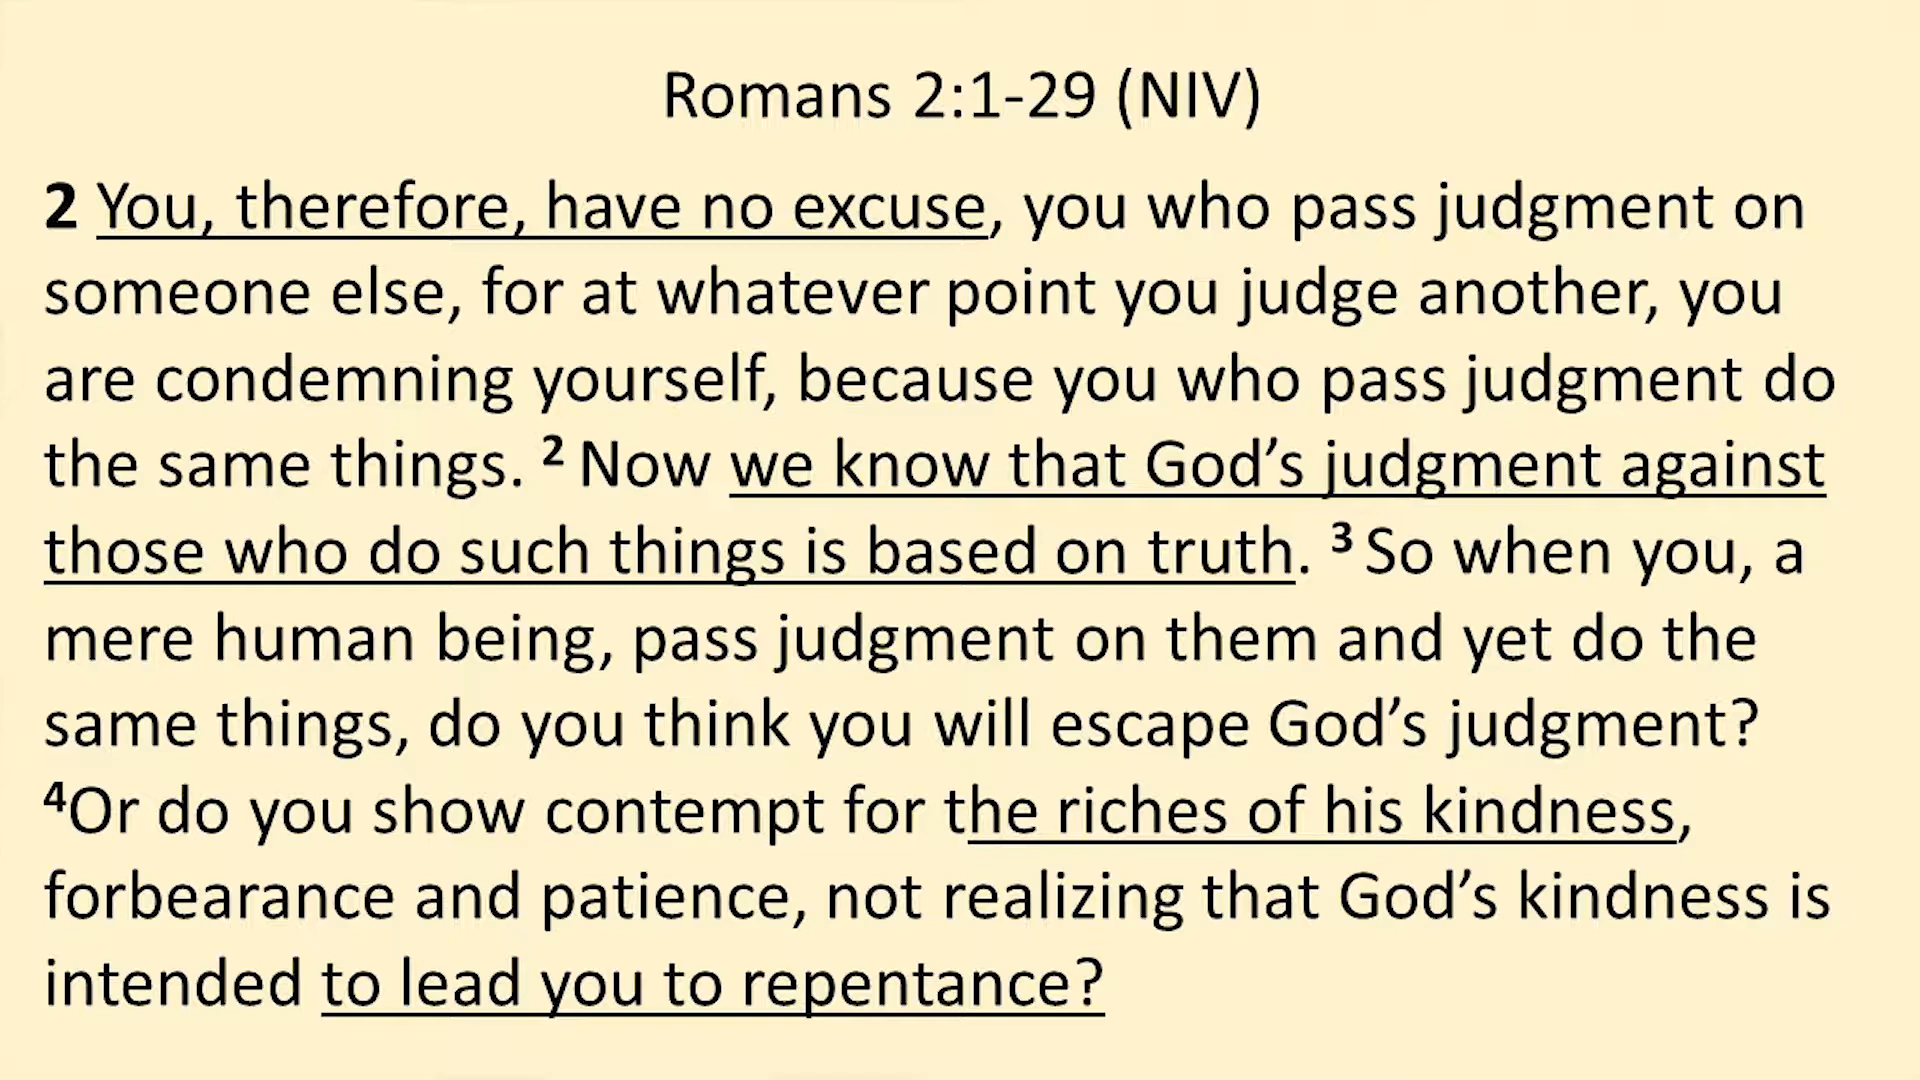 Romans 2:1-29 (NIV)
2 You, therefore, have no excuse, you who pass judgment on
someone else, for at whatever point you judge another, you
are condemning yourself, because you who pass judgment do
the same things. 2 Now we know that God’s judgment against
those who do such things is based on truth. 3 So when you, a
mere human being, pass judgment on them and yet do the
same things, do you think you will escape God’s judgment?
4Or do you show contempt for the riches of his kindness,
forbearance and patience, not realizing that God’s kindness is
intended to lead you to repentance?